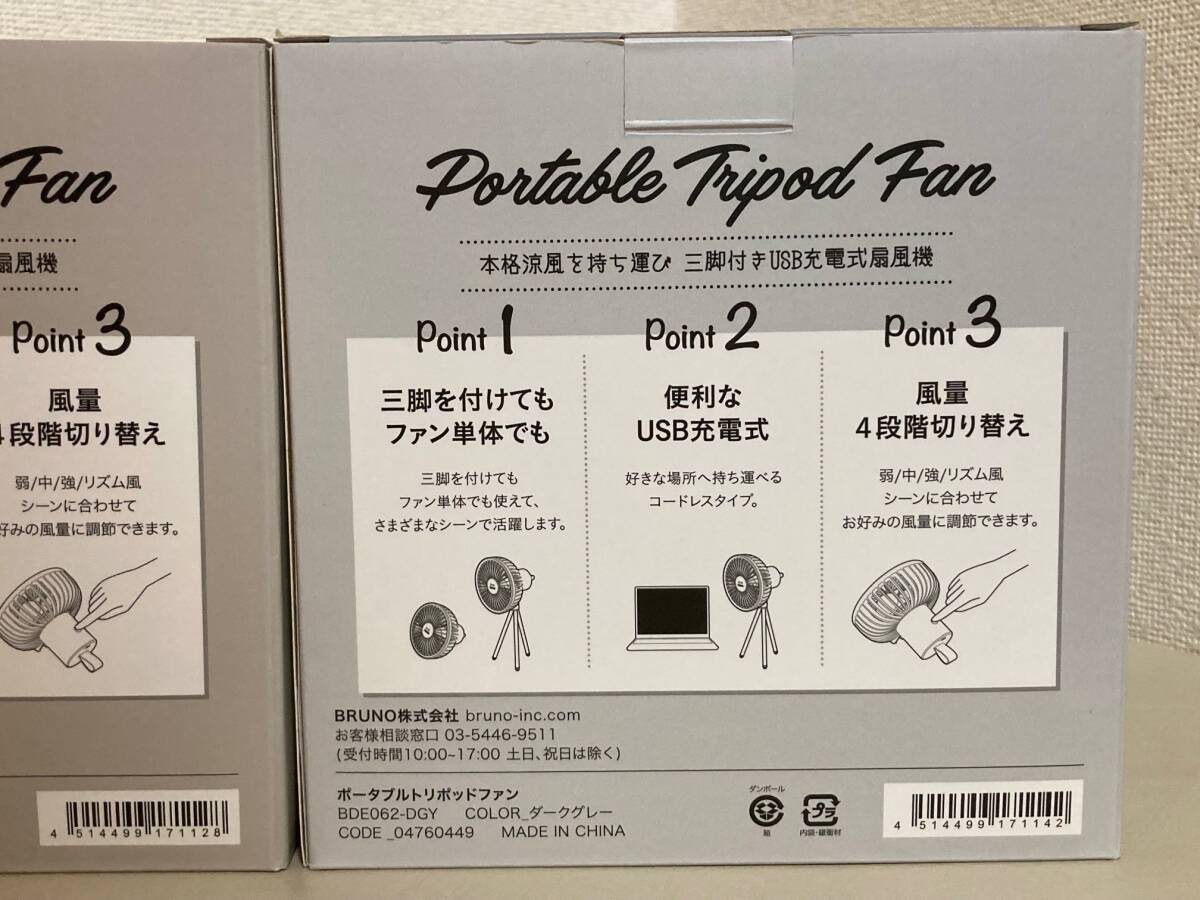 Fan
扇風機
Point 3
風量
4段階切り替え
弱/中/強/リズム風
シーンに合わせて
好みの風量に調節できます。
4 514499 171128
Portable Tripod Fan
本格涼風を持ち運び 三脚付きUSB充電式扇風機
Point 1
三脚を付けても
ファン単体でも
三脚を付けても
ファン単体でも使えて、
さまざまなシーンで活躍します。
Point 2
便利な
USB充電式
好きな場所へ持ち運べる
コードレスタイプ。
Point 3
風量
4段階切り替え
弱/中/強/リズム風
シーンに合わせて
お好みの風量に調節できます。
BRUNO株式会社 bruno-inc.com
お客様相談窓口 03-5446-9511
(受付時間10:00~17:00 土日、祝日は除く)
ポータブルトリポッドファン
BDE062-DGY COLOR_ダークグレー
CODE_04760449 MADE IN CHINA
ダンボール
箱
プラ
内袋・緩衝材
4 514499 171142